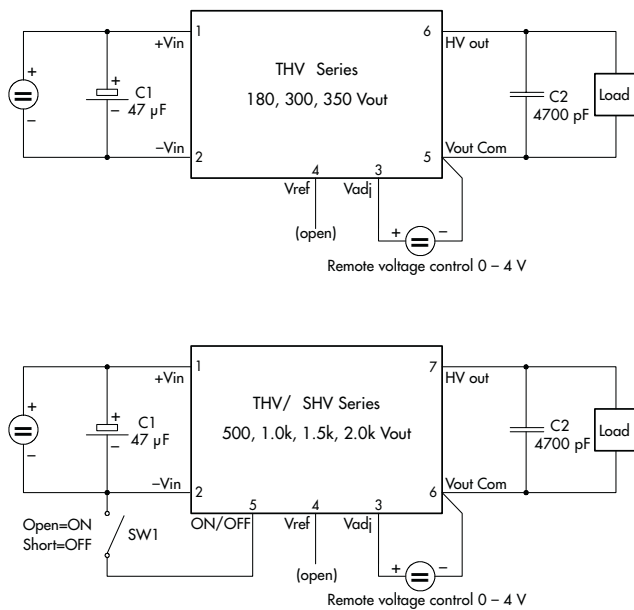 1
6
+Vin
HV out
THV Series
180, 300, 350 Vout
+
+
C1
47 µF
C2
4700 pF
Load
–
–
–Vin
2
4
3
5
Vout Com
Vref
Vadj
(open)
+
–
Remote voltage control 0 – 4 V
1
7
+Vin
HV out
THV/ SHV Series
500, 1.0k, 1.5k, 2.0k Vout
+
+
C1
47 µF
C2
4700 pF
Load
–
–
–Vin
2
5
4
3
6
Vout Com
Open=ON
Short=OFF
SW1
ON/OFF
Vref
Vadj
(open)
+
–
Remote voltage control 0 – 4 V